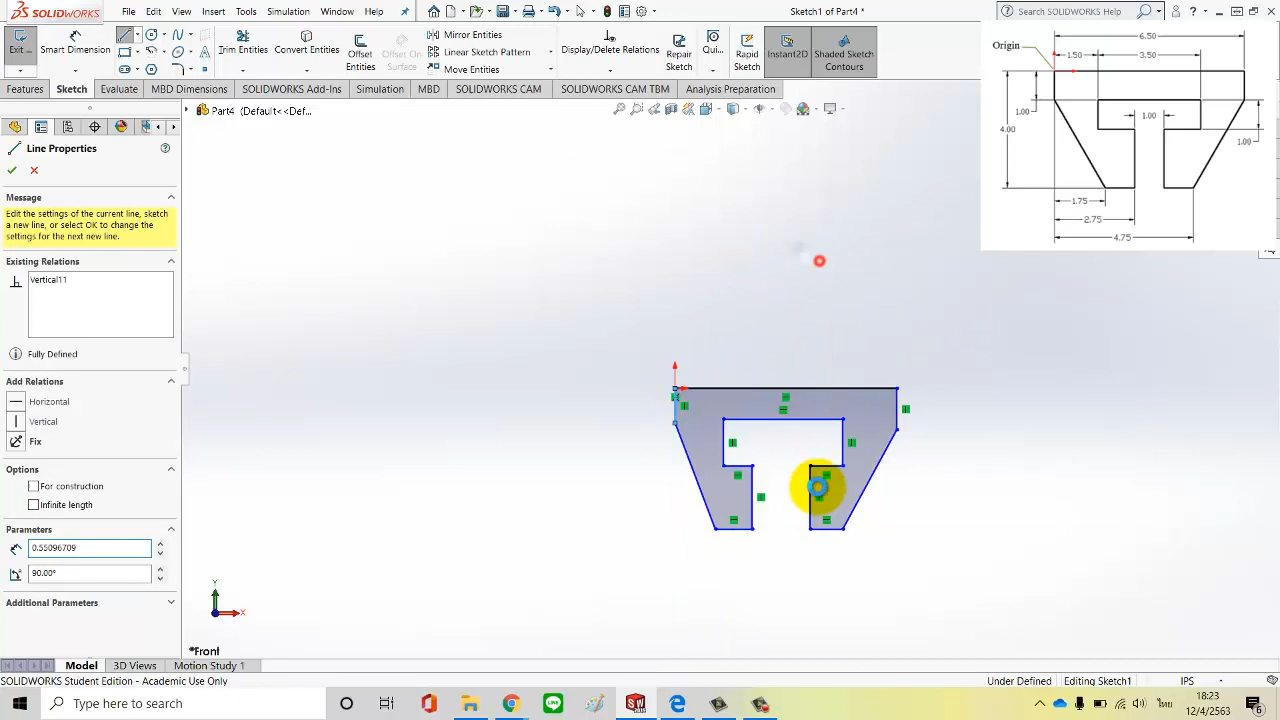 SOLIDWORKS
File Edit View Insert Tools Simulation Window Help
Sketch1 of Part4 *
Search SOLIDWORKS Help
Exit ...
Smart Dimension
Trim Entities
Convert Entities
Offset Entities
Offset On Surface
Mirror Entities
Linear Sketch Pattern
Move Entities
Display/Delete Relations
Repair Sketch
Qui...
Rapid Sketch
Instant2D
Shaded Sketch Contours
Features Sketch Evaluate MBD Dimensions SOLIDWORKS Add-Ins Simulation MBD SOLIDWORKS CAM SOLIDWORKS CAM TBM Analysis Preparation
Part4 (Default<<Def...
Line Properties
Message
Edit the settings of the current line, sketch
a new line, or select OK to change the
settings for the next new line.
Existing Relations
Vertical11
Fully Defined
Add Relations
Horizontal
Vertical
Fix
Options
For construction
Infinite length
Parameters
0.55096709
90.00°
Additional Parameters
Origin
6.50
1.50
3.50
1.00
1.00
4.00
1.00
1.75
2.75
4.75
Y
X
*Front
Model 3D Views Motion Study 1
SOLIDWORKS Student Edition - Academic Use Only
Under Defined
Editing Sketch1
IPS
Type here to search
ไทย
18:23
12/4/2563
6